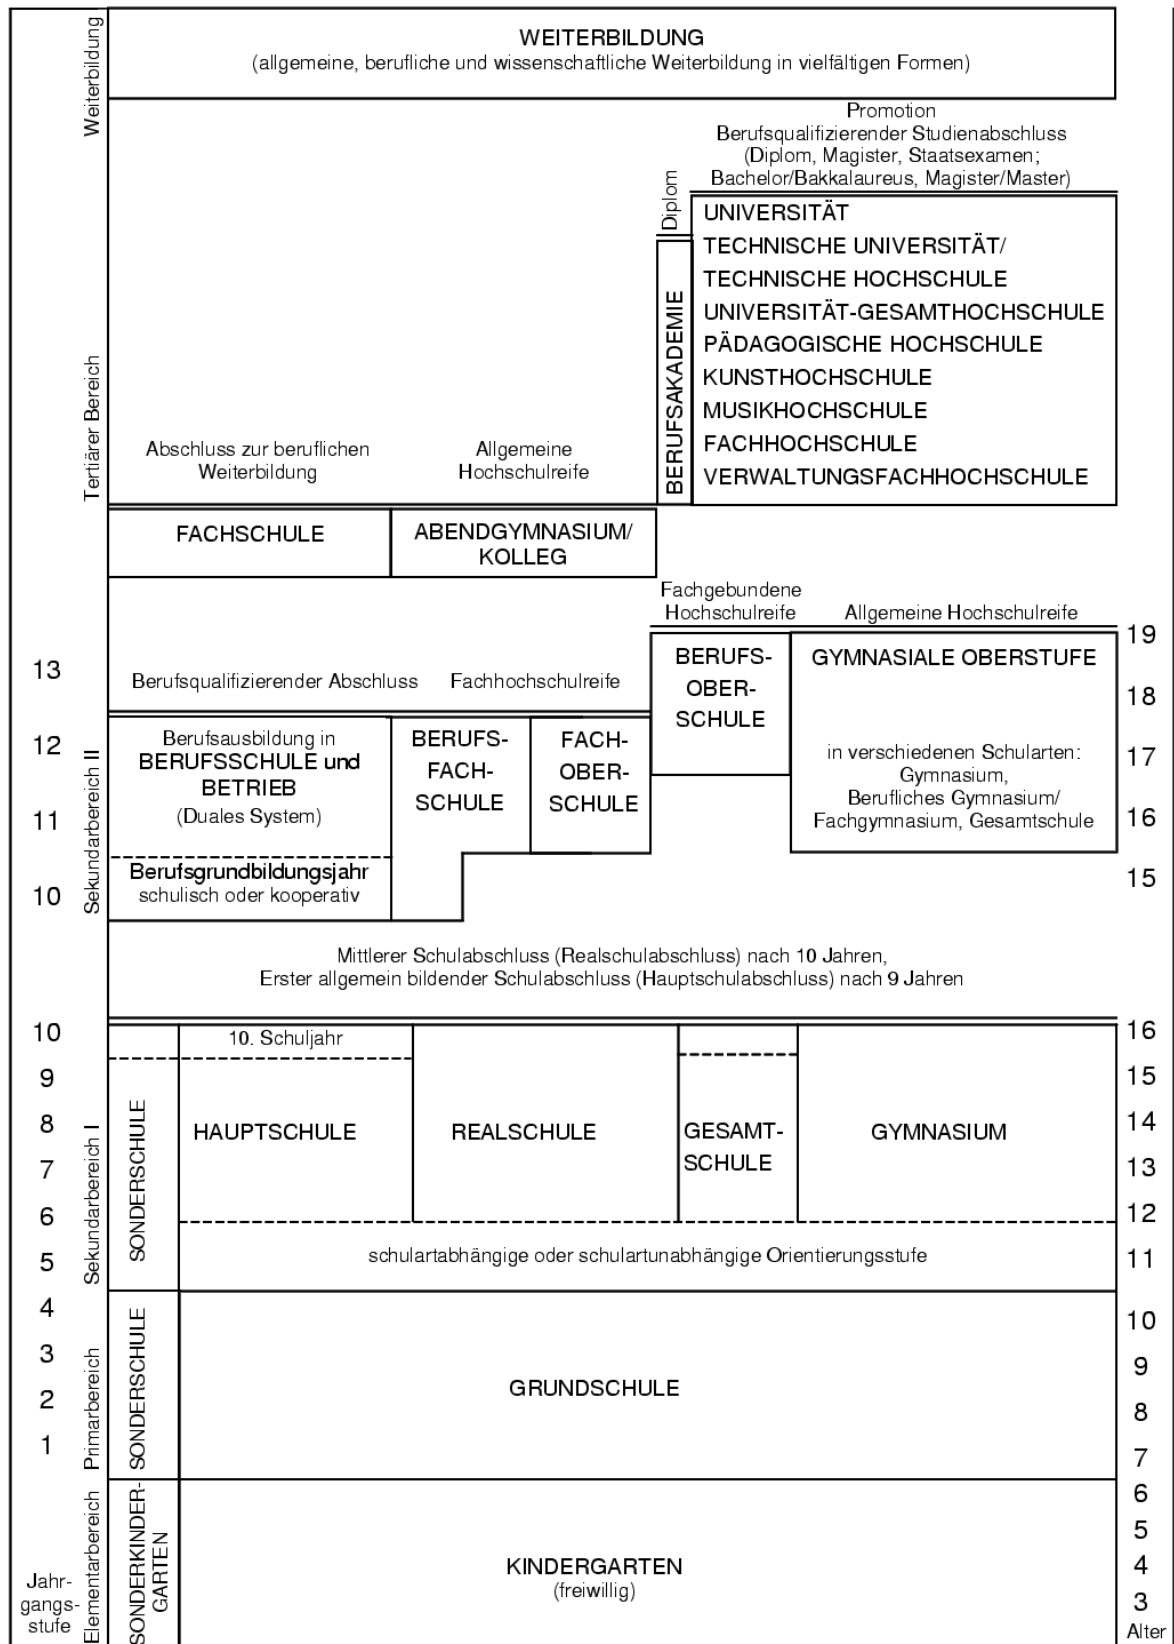 Weiterbildung
WEITERBILDUNG
(allgemeine, berufliche und wissenschaftliche Weiterbildung in vielfältigen Formen)
Tertiärer Bereich
Promotion
Berufsqualifizierender Studienabschluss
(Diplom, Magister, Staatsexamen;
Bachelor/Bakkalaureus, Magister/Master)
Diplom
BERUFSAKADEMIE
UNIVERSITÄT
TECHNISCHE UNIVERSITÄT/
TECHNISCHE HOCHSCHULE
UNIVERSITÄT-GESAMTHOCHSCHULE
PÄDAGOGISCHE HOCHSCHULE
KUNSTHOCHSCHULE
MUSIKHOCHSCHULE
FACHHOCHSCHULE
VERWALTUNGSFACHHOCHSCHULE
Abschluss zur beruflichen
Weiterbildung
Allgemeine
Hochschulreife
FACHSCHULE
ABENDGYMNASIUM/
KOLLEG
Fachgebundene
Hochschulreife
Allgemeine Hochschulreife
13
12
11
10
Sekundarbereich II
Berufsqualifizierender Abschluss
Fachhochschulreife
Berufsausbildung in
BERUFSSCHULE und
BETRIEB
(Duales System)
Berufsgrundbildungsjahr
schulisch oder kooperativ
BERUFS-
FACH-
SCHULE
FACH-
OBER-
SCHULE
BERUFS-
OBER-
SCHULE
GYMNASIALE OBERSTUFE
in verschiedenen Schularten:
Gymnasium,
Berufliches Gymnasium/
Fachgymnasium, Gesamtschule
19
18
17
16
15
Mittlerer Schulabschluss (Realschulabschluss) nach 10 Jahren,
Erster allgemein bildender Schulabschluss (Hauptschulabschluss) nach 9 Jahren
10
9
8
7
6
5
Sekundarbereich I
SONDERSCHULE
10. Schuljahr
HAUPTSCHULE
REALSCHULE
GESAMT-
SCHULE
GYMNASIUM
schulartabhängige oder schulartunabhängige Orientierungsstufe
16
15
14
13
12
11
4
3
2
1
Primarbereich
SONDERSCHULE
GRUNDSCHULE
10
9
8
7
Jahr-
gangs-
stufe
Elementarbereich
SONDERKINDER-
GARTEN
KINDERGARTEN
(freiwillig)
6
5
4
3
Alter